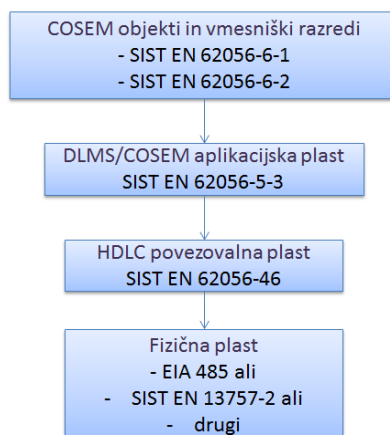 COSEM objekti in vmesniški razredi
- SIST EN 62056-6-1
- SIST EN 62056-6-2
DLMS/COSEM aplikacijska plast
SIST EN 62056-5-3
HDLC povezovalna plast
SIST EN 62056-46
Fizična plast
- EIA 485 ali
- SIST EN 13757-2 ali
- drugi